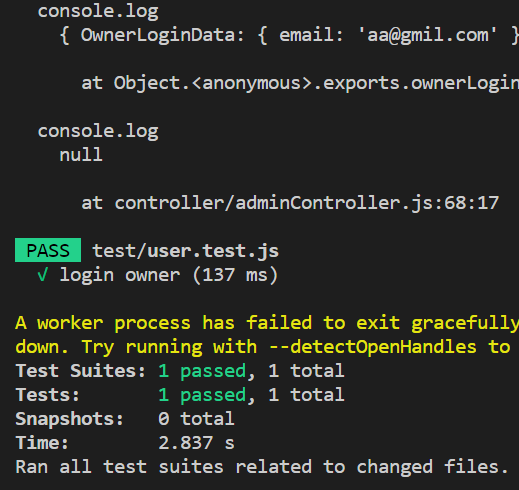 console.log
{ OwnerLoginData: { email: 'aa@gmil.com' }
at Object.<anonymous>.exports.ownerLogin
console.log
null
at controller/adminController.js:68:17
PASS test/user.test.js
√ login owner (137 ms)
A worker process has failed to exit gracefully
down. Try running with --detectOpenHandles to
Test Suites: 1 passed, 1 total
Tests: 1 passed, 1 total
Snapshots: 0 total
Time: 2.837 s
Ran all test suites related to changed files.